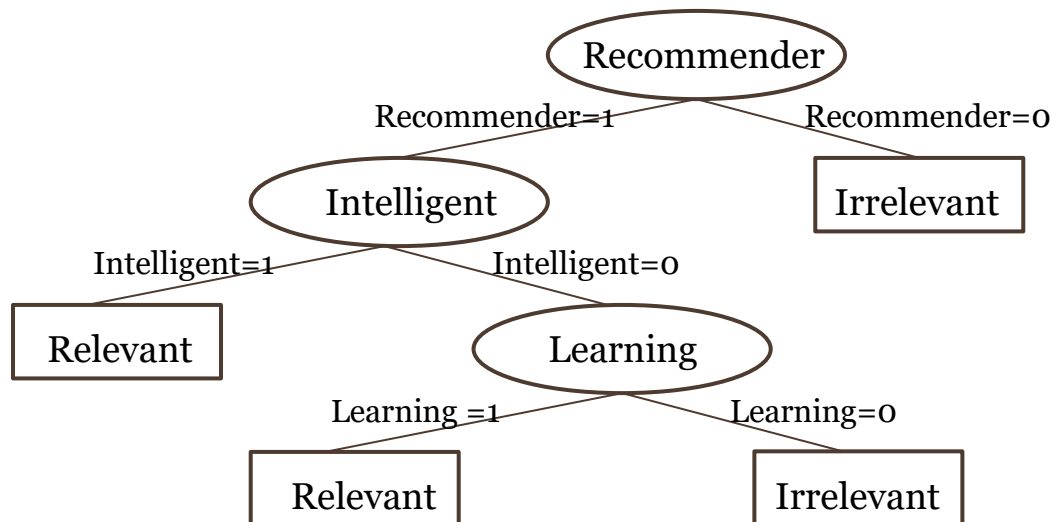 Recommender
Recommender=1
Recommender=0
Intelligent
Irrelevant
Intelligent=1
Intelligent=0
Relevant
Learning
Learning =1
Learning=0
Relevant
Irrelevant